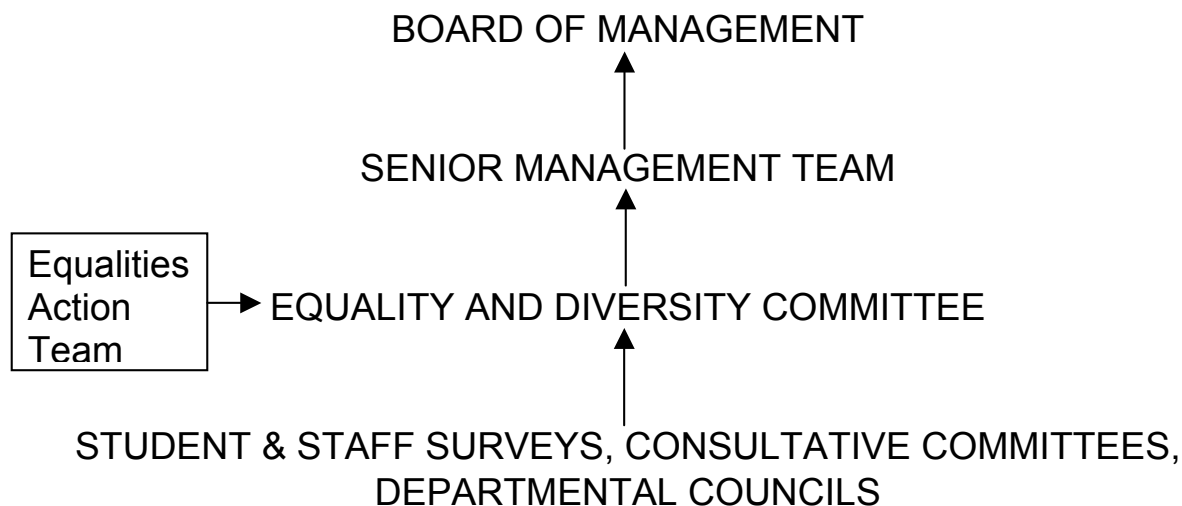 BOARD OF MANAGEMENT
SENIOR MANAGEMENT TEAM
Equalities
Action
Team
EQUALITY AND DIVERSITY COMMITTEE
STUDENT & STAFF SURVEYS, CONSULTATIVE COMMITTEES,
DEPARTMENTAL COUNCILS